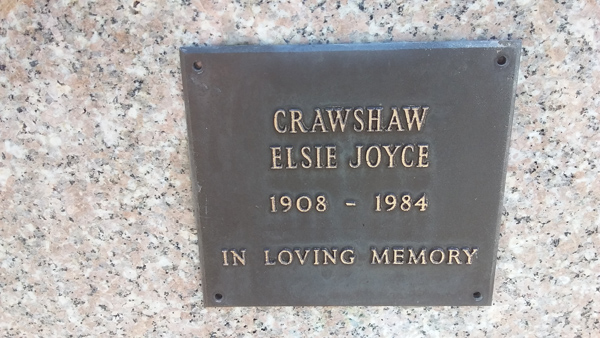 CRAWSHAW
ELSIE JOYCE
1908 - 1984
IN LOVING MEMORY